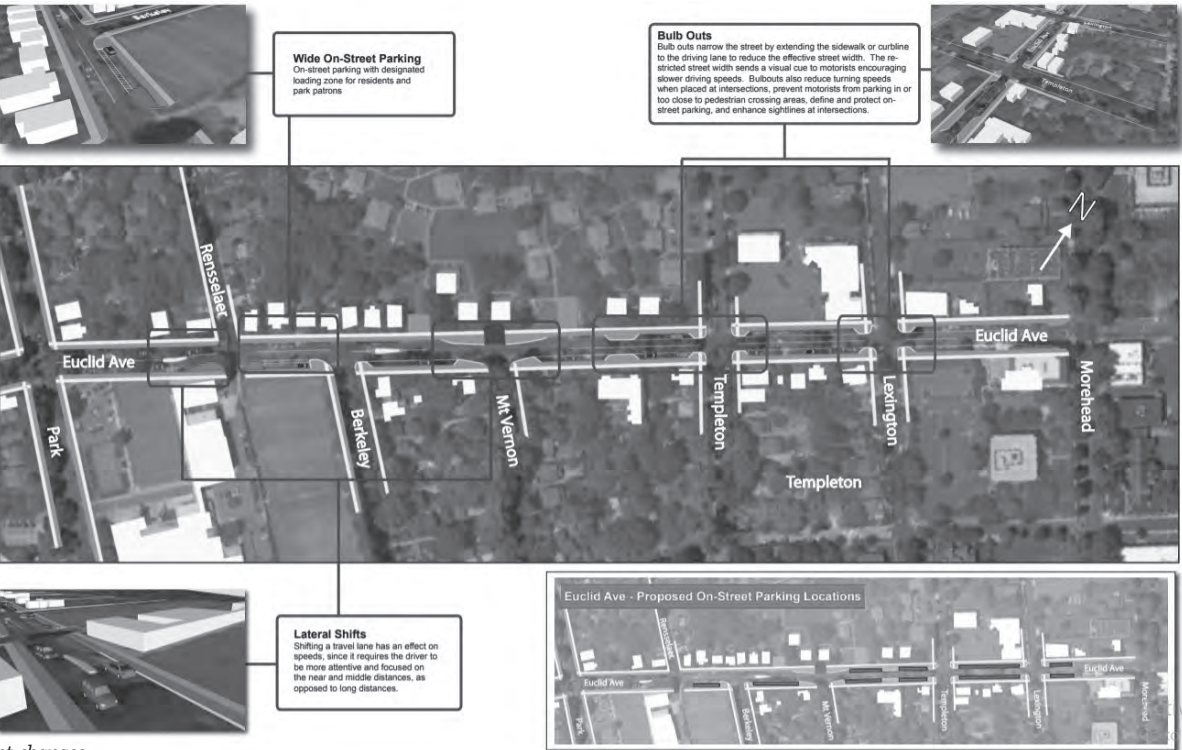 Wide On-Street Parking
On-street parking with designated
loading zone for residents and
park patrons
Bulb Outs
Bulb outs narrow the street by extending the sidewalk or curbline
to the driving lane to reduce the effective street width. The re-
stricted street width sends a visual cue to motorists encouraging
slower driving speeds. Bulbouts also reduce turning speeds
when placed at intersections, prevent motorists from parking in or
too close to pedestrian crossing areas, define and protect on-
street parking, and enhance sightlines at intersections.
Templeton
N
Rensselaer
Euclid Ave
Euclid Ave
Park
Berkeley
Mt Vernon
Templeton
Lexington
Morehead
Templeton
Lateral Shifts
Shifting a travel lane has an effect on
speeds, since it requires the driver to
be more attentive and focused on
the near and middle distances, as
opposed to long distances.
Euclid Ave - Proposed On-Street Parking Locations
Rensselaer
Euclid Ave
Euclid Ave
Park
Berkeley
Mt Vernon
Templeton
Lexington
Morehead